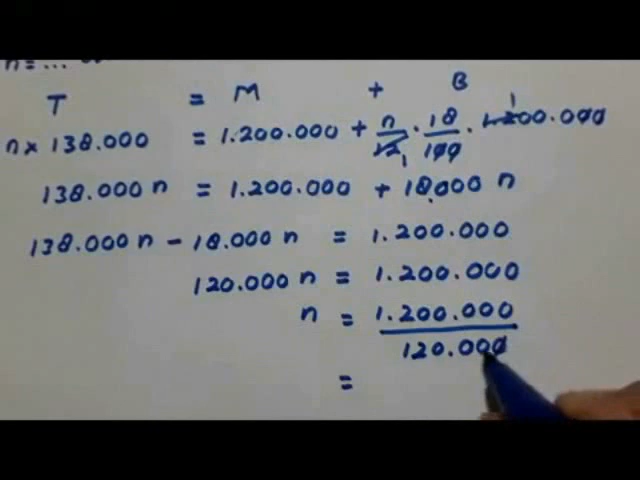 n = ...
T = M + B
n x 138.000 = 1.200.000 + n/12 . 18/100 . 1.200.000
138.000 n = 1.200.000 + 18.000 n
138.000 n - 18.000 n = 1.200.000
120.000 n = 1.200.000
n = 1.200.000 / 120.000
=